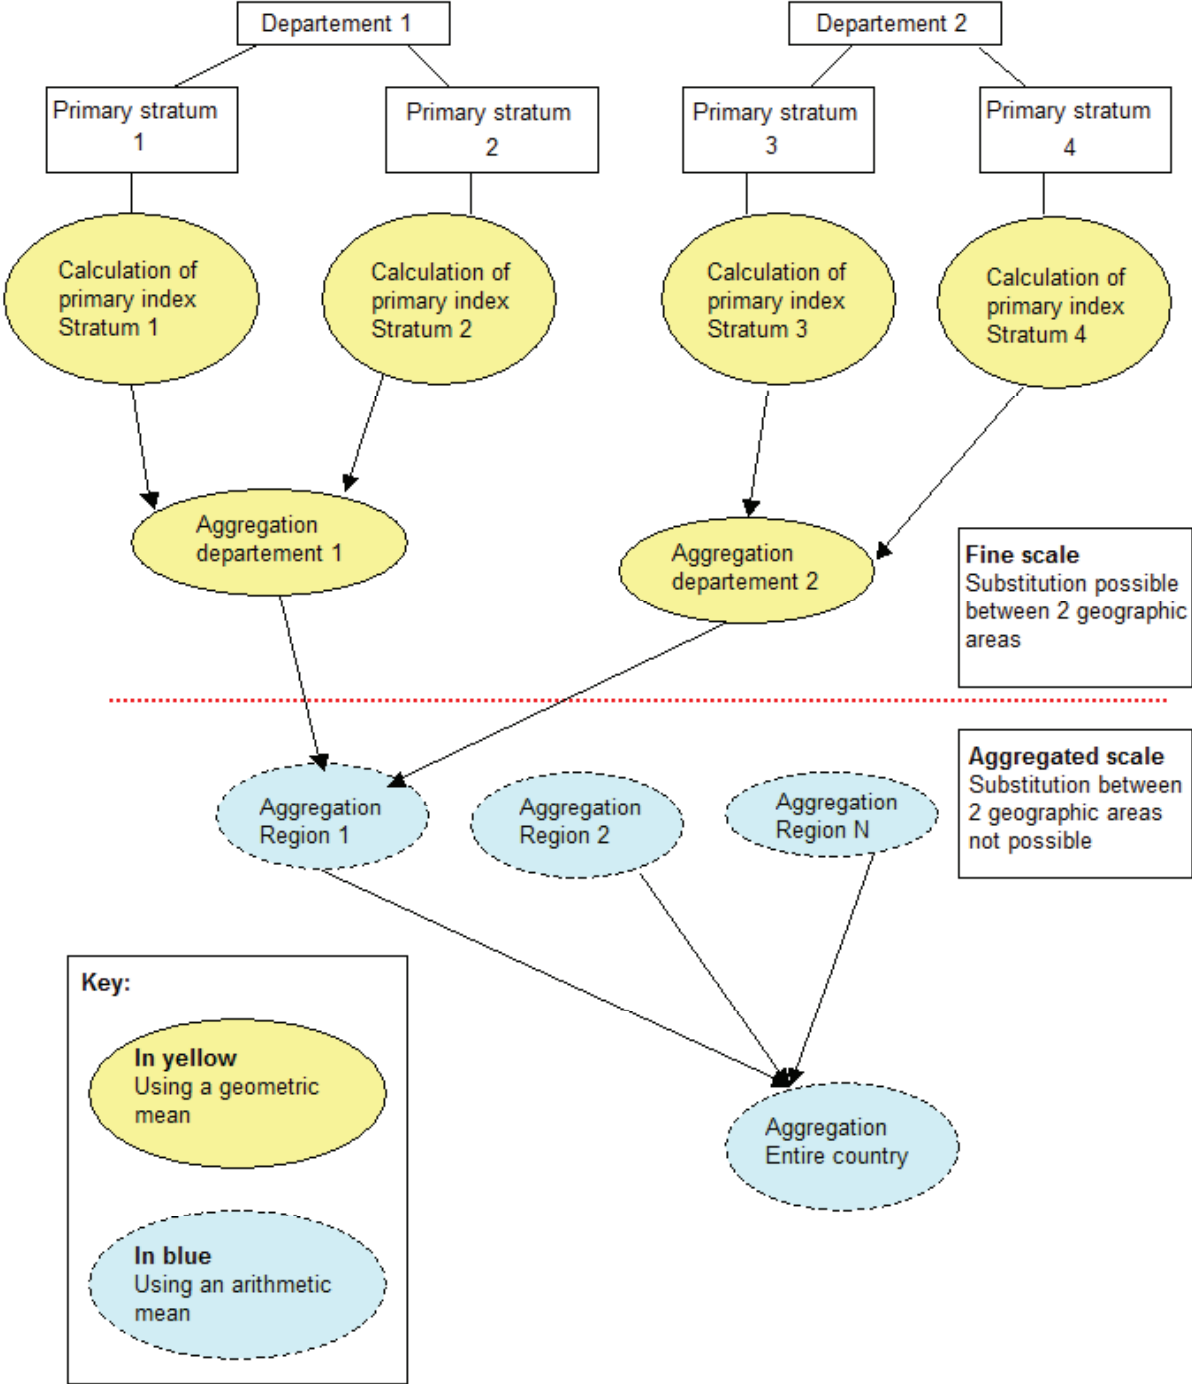 Departement 1
Departement 2
Primary stratum
1
Primary stratum
2
Primary stratum
3
Primary stratum
4
Calculation of
primary index
Stratum 1
Calculation of
primary index
Stratum 2
Calculation of
primary index
Stratum 3
Calculation of
primary index
Stratum 4
Aggregation
departement 1
Aggregation
departement 2
Fine scale
Substitution possible
between 2 geographic
areas
Aggregated scale
Substitution between
2 geographic areas
not possible
Aggregation
Region 1
Aggregation
Region 2
Aggregation
Region N
Key:
In yellow
Using a geometric
mean
In blue
Using an arithmetic
mean
Aggregation
Entire country